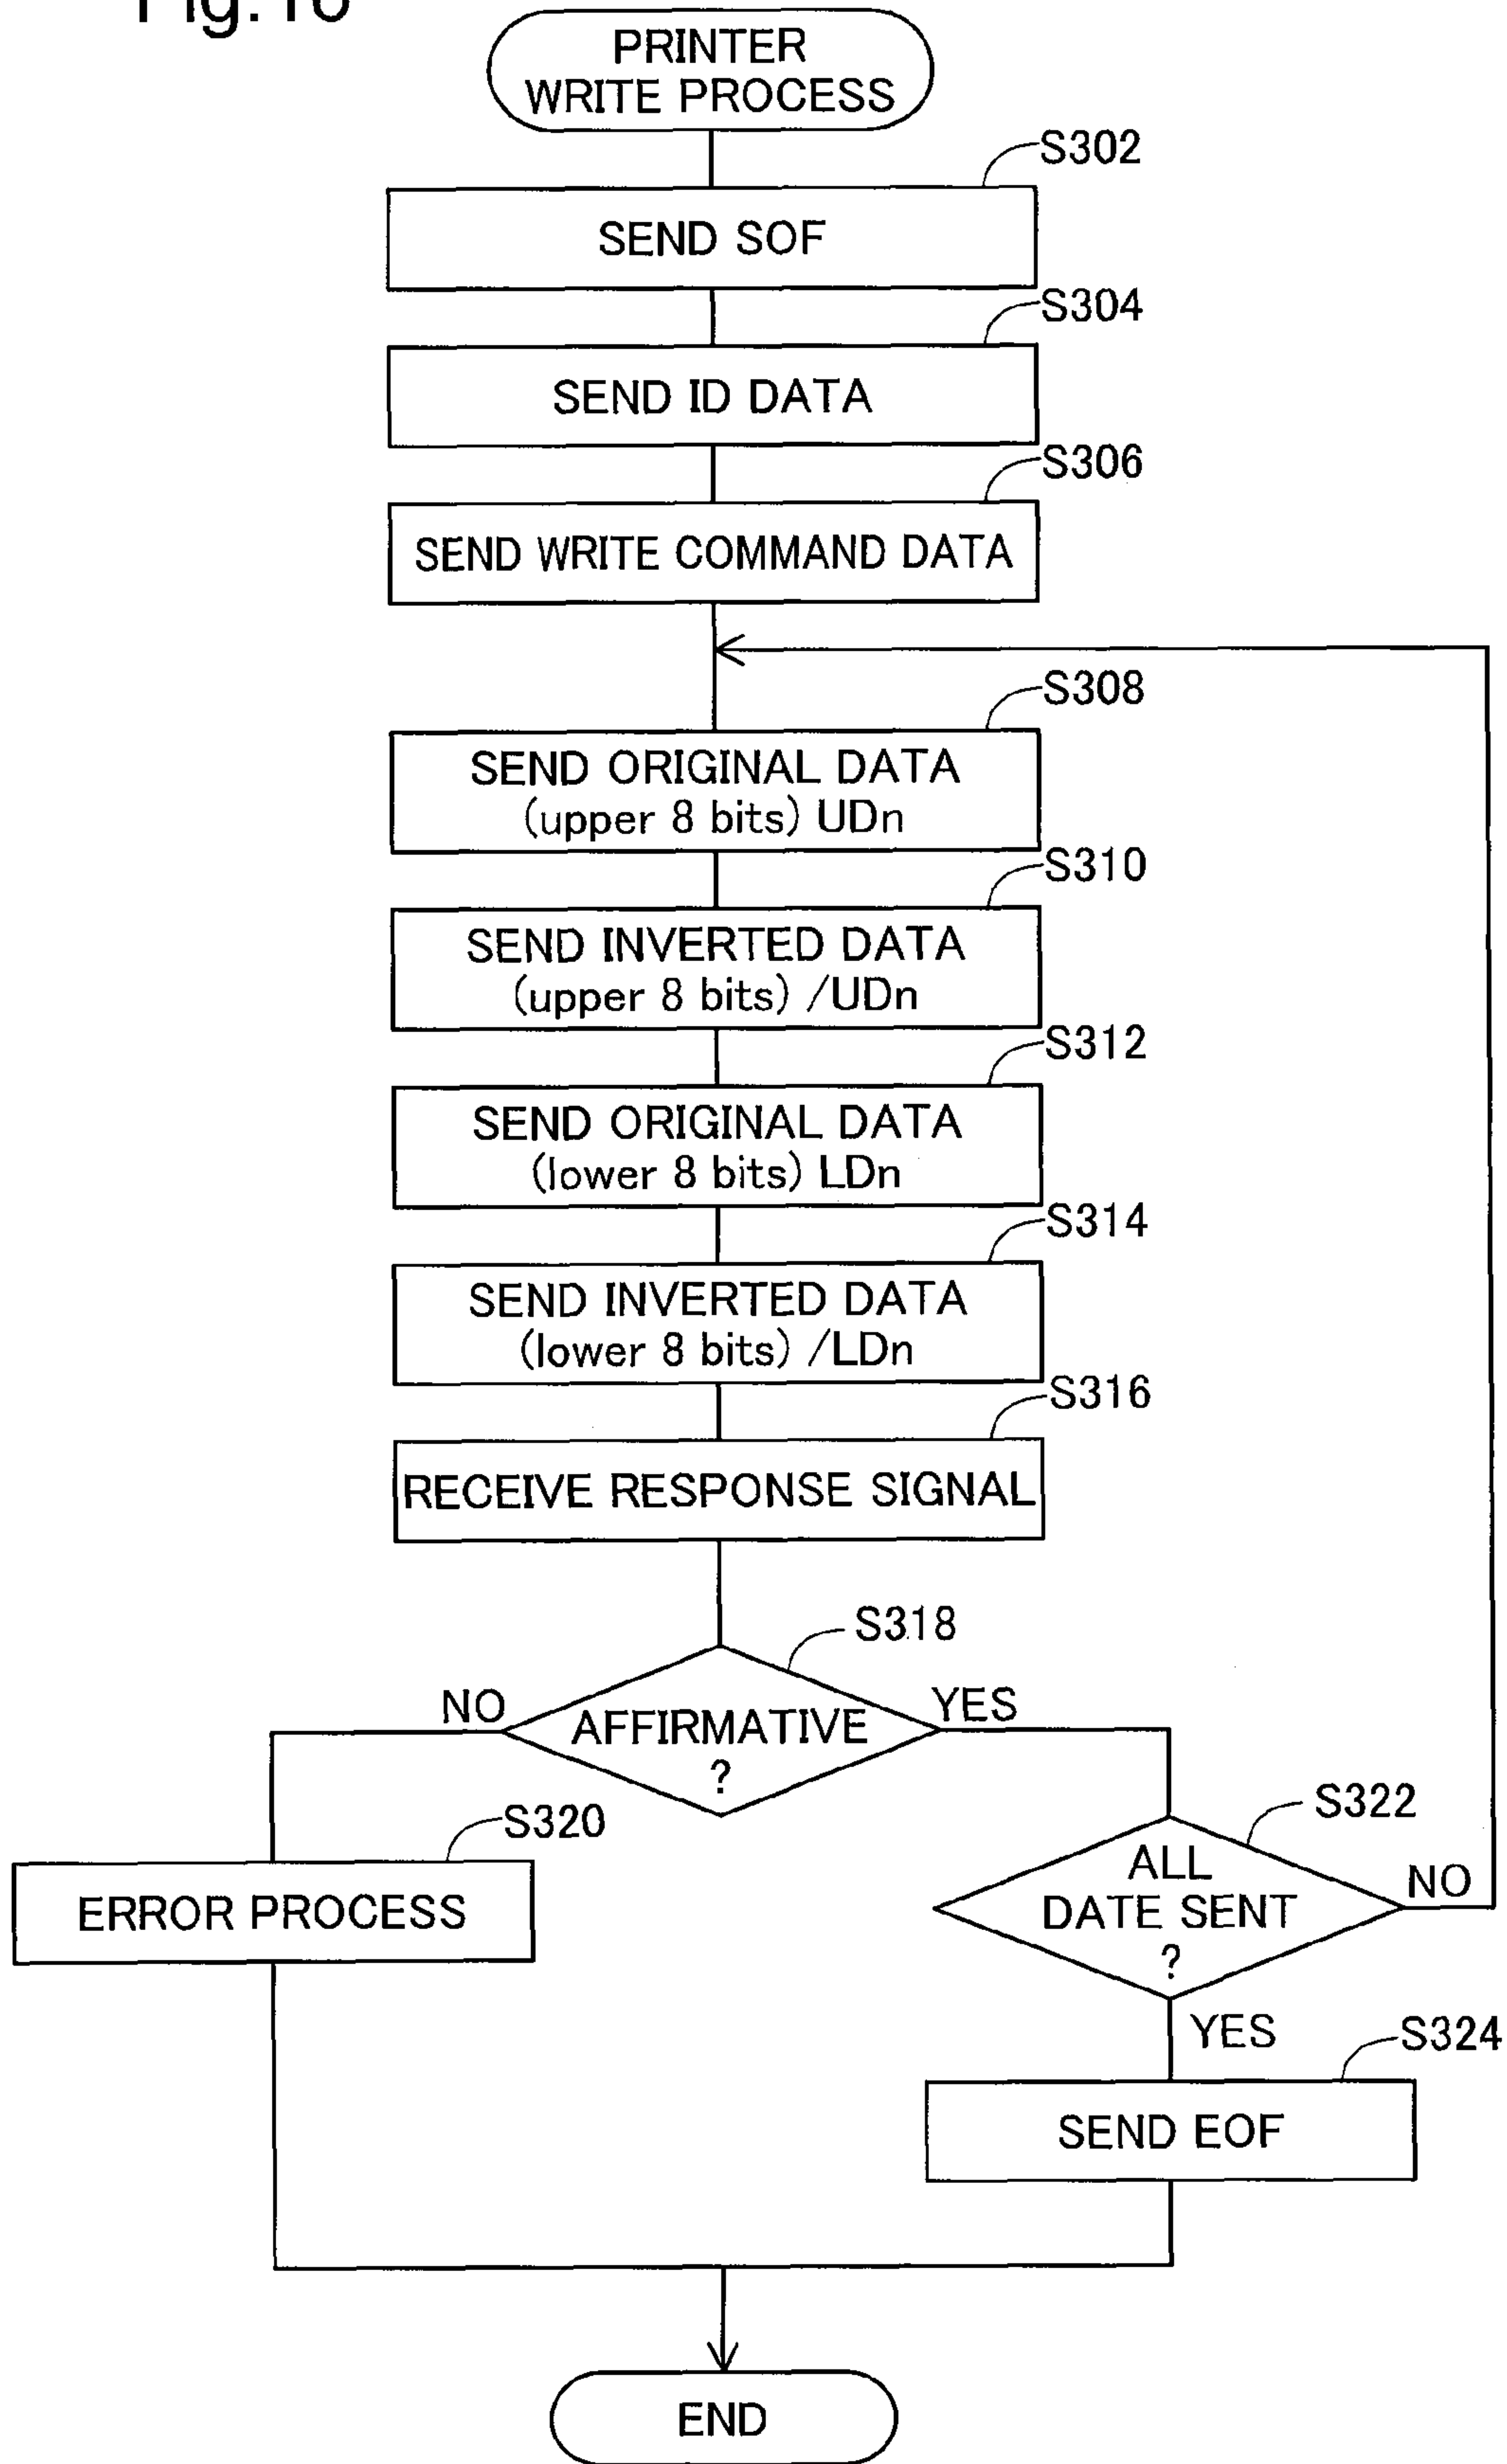 Fig.16
PRINTER
WRITE PROCESS
S302
SEND SOF
S304
SEND ID DATA
S306
SEND WRITE COMMAND DATA
S308
SEND ORIGINAL DATA
(upper 8 bits) UDn
S310
SEND INVERTED DATA
(upper 8 bits) /UDn
S312
SEND ORIGINAL DATA
(lower 8 bits) LDn
S314
SEND INVERTED DATA
(lower 8 bits) /LDn
S316
RECEIVE RESPONSE SIGNAL
S318
NO
YES
AFFIRMATIVE
?
S320
ERROR PROCESS
S322
ALL
DATE SENT
?
NO
YES
S324
SEND EOF
END